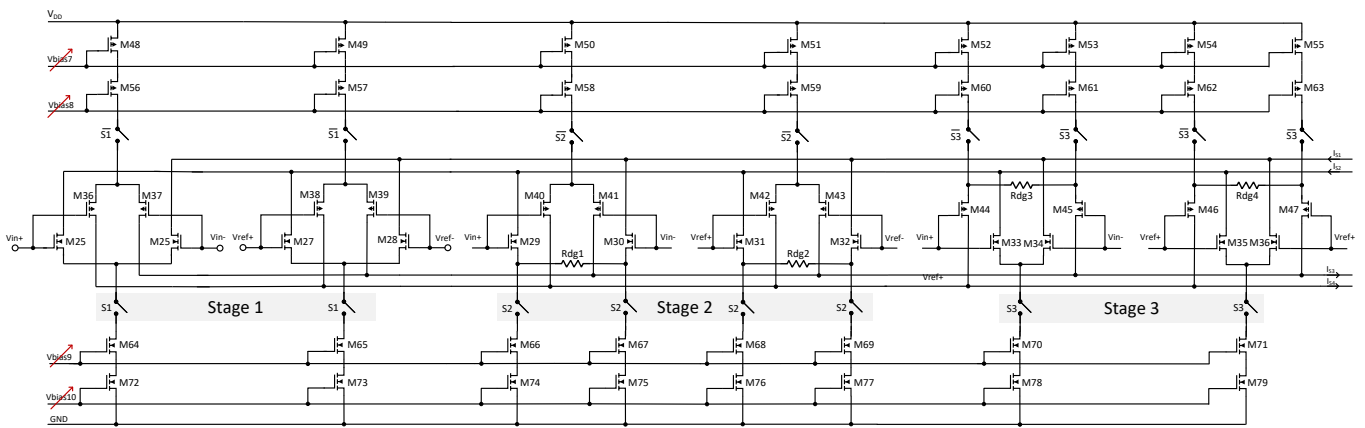 VDD
M48 M49 M50 M51 M52 M53 M54 M55
Vbias7
M56 M57 M58 M59 M60 M61 M62 M63
Vbias8
S1 S1 S2 S2 S3 S3 S3 S3
IS1
IS2
M36 M37 M38 M39 M40 M41 M42 M43 Rdg3 Rdg4
M44 M45 M46 M47
Vin+ M25 M25 Vin- Vref+ M27 M28 Vref- Vin+ M29 M30 Vin- Vref+ M31 M32 Vref- Vin+ M33 M34 Vin- Vref+ M35 M36 Vref+
Rdg1 Rdg2
IS3
Vref+
IS4
S1 Stage 1 S1 S2 S2 Stage 2 S2 S2 S3 Stage 3 S3
M64 M65 M66 M67 M68 M69 M70 M71
Vbias9
M72 M73 M74 M75 M76 M77 M78 M79
Vbias10
GND